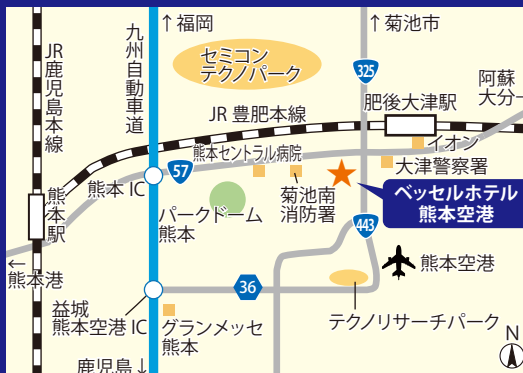 ↑福岡
↑菊池市
JR鹿児島本線
九州自動車道
セミコン
テクノパーク
325
阿蘇
大分→
JR 豊肥本線
肥後大津駅
イオン
熊本セントラル病院
57
大津警察署
熊本 IC
菊池南
消防署
ベッセルホテル
熊本空港
パークドーム
熊本
熊本駅
443
←
熊本港
熊本空港
36
益城
熊本空港 IC
グランメッセ
熊本
テクノリサーチパーク
鹿児島↓
N